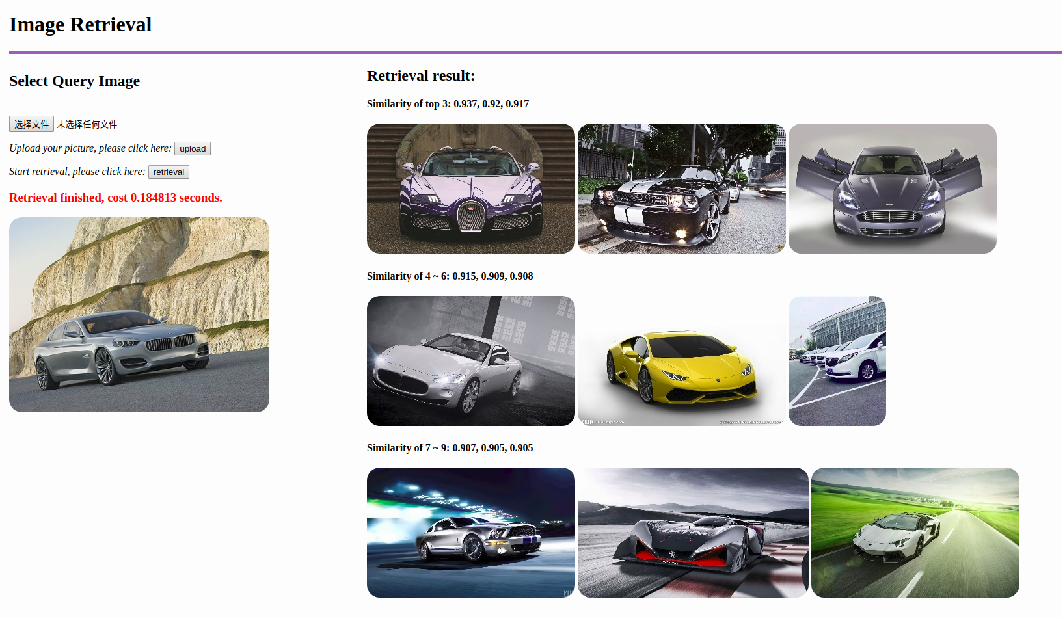 Image Retrieval
Select Query Image
选择文件 未选择任何文件
Upload your picture, please click here: upload
Start retrieval, please click here: retrieval
Retrieval finished, cost 0.184813 seconds.
Retrieval result:
Similarity of top 3: 0.937, 0.92, 0.917
Similarity of 4 ~ 6: 0.915, 0.909, 0.908
Similarity of 7 ~ 9: 0.907, 0.905, 0.905